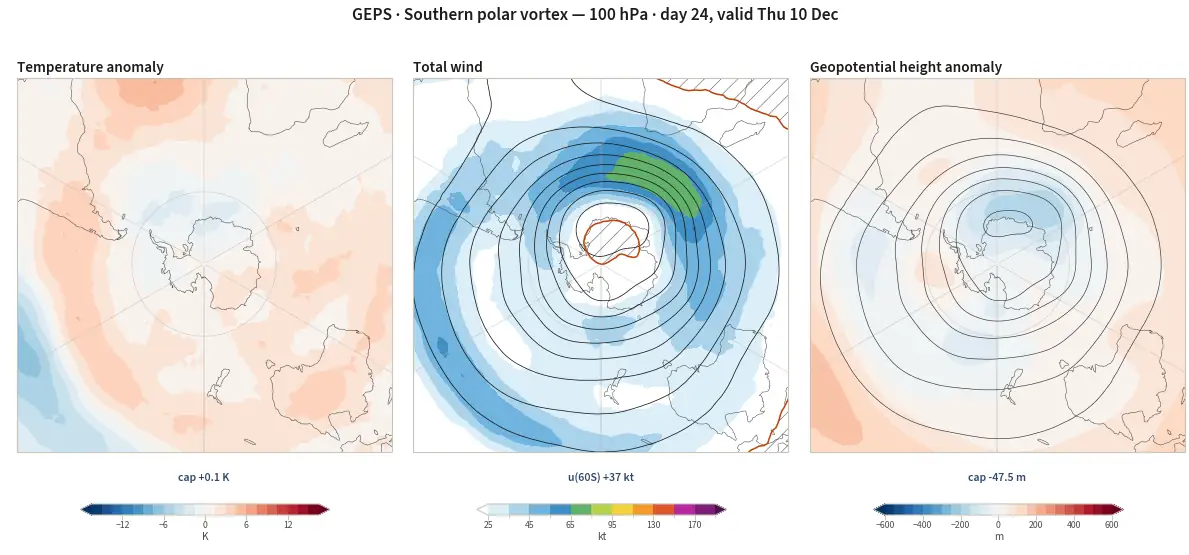 GEPS · Southern polar vortex — 100 hPa · day 24, valid Thu 10 Dec
Temperature anomaly
Total wind
Geopotential height anomaly
cap +0.1 K
u(60S) +37 kt
cap -47.5 m
−12 −6 0 6 12
K
25 45 65 95 130 170
kt
−600 −400 −200 0 200 400 600
m